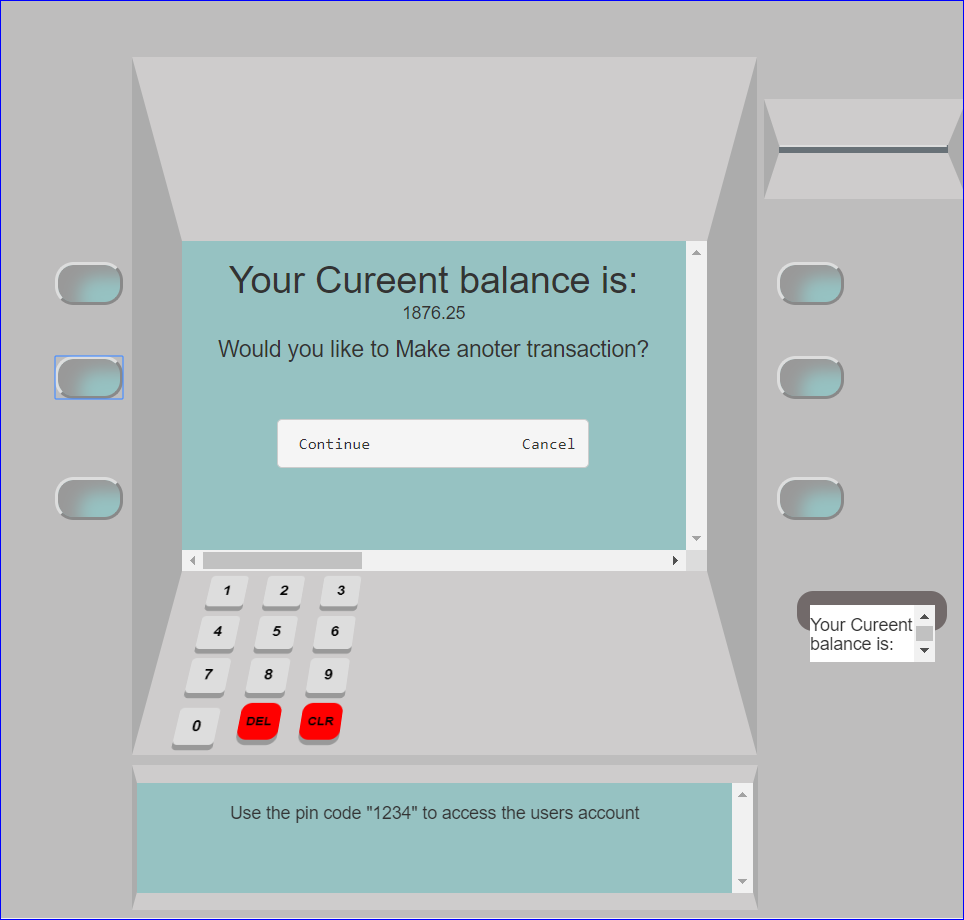 Your Cureent balance is:
1876.25
Would you like to Make anoter transaction?
Continue Cancel
1 2 3
4 5 6
7 8 9
0 DEL CLR
Your Cureent
balance is:
Use the pin code "1234" to access the users account